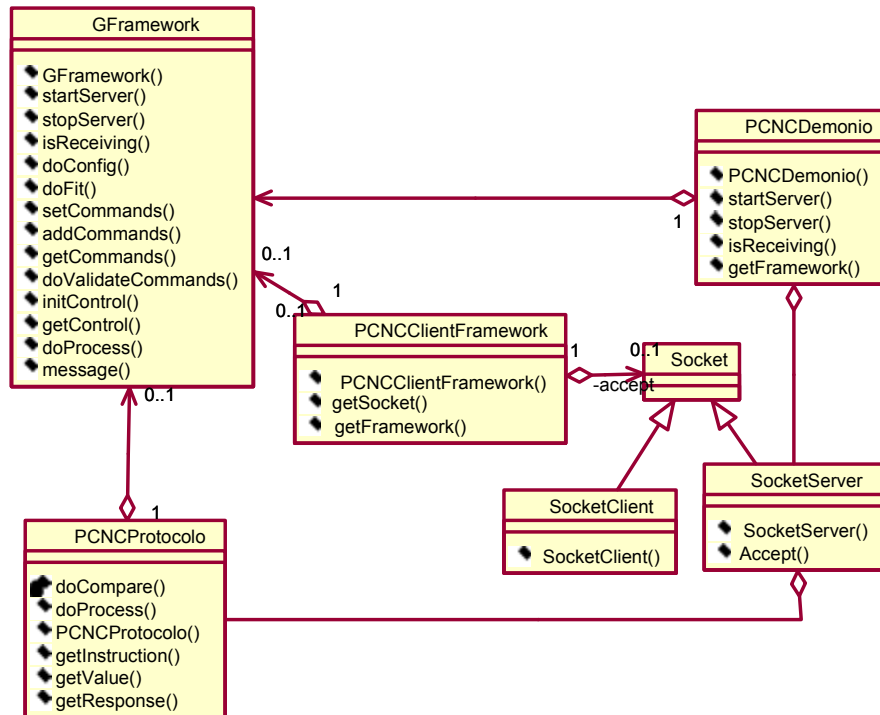 GFramework
GFramework()
startServer()
stopServer()
isReceiving()
doConfig()
doFit()
setCommands()
addCommands()
getCommands()
doValidateCommands()
initControl()
getControl()
doProcess()
message()
PCNCDemonio
PCNCDemonio()
startServer()
stopServer()
isReceiving()
getFramework()
1
0..1
1
0..1
PCNCClientFramework
PCNCClientFramework()
getSocket()
getFramework()
1
0..1
-accept
Socket
0..1
1
SocketClient
SocketClient()
SocketServer
SocketServer()
Accept()
PCNCProtocolo
doCompare()
doProcess()
PCNCProtocolo()
getInstruction()
getValue()
getResponse()